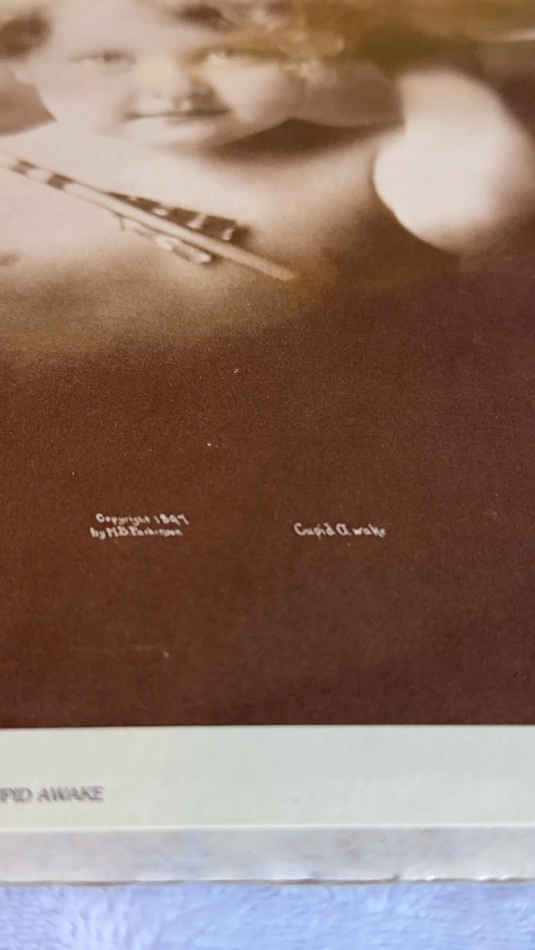 Copyright 1897
by M.B. Parkinson
Cupid Awake
PID AWAKE